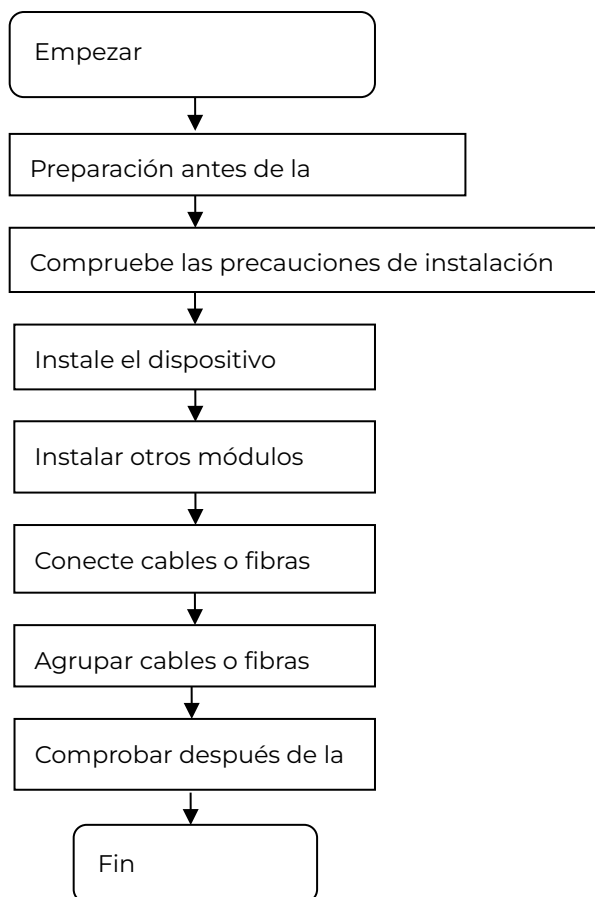 Empezar
Preparación antes de la
Compruebe las precauciones de instalación
Instale el dispositivo
Instalar otros módulos
Conecte cables o fibras
Agrupar cables o fibras
Comprobar después de la
Fin